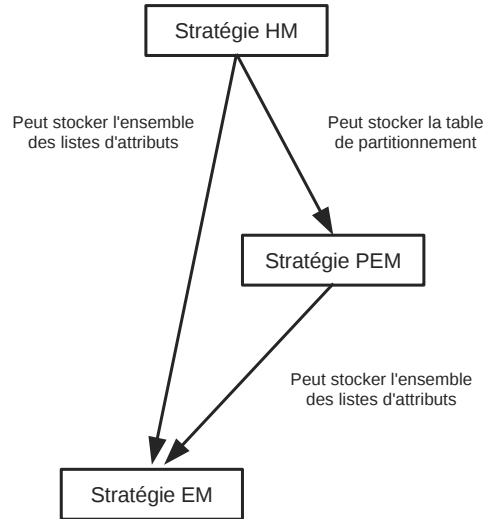 Stratégie HM
Peut stocker l'ensemble
des listes d'attributs
Peut stocker la table
de partitionnement
Stratégie PEM
Peut stocker l'ensemble
des listes d'attributs
Stratégie EM